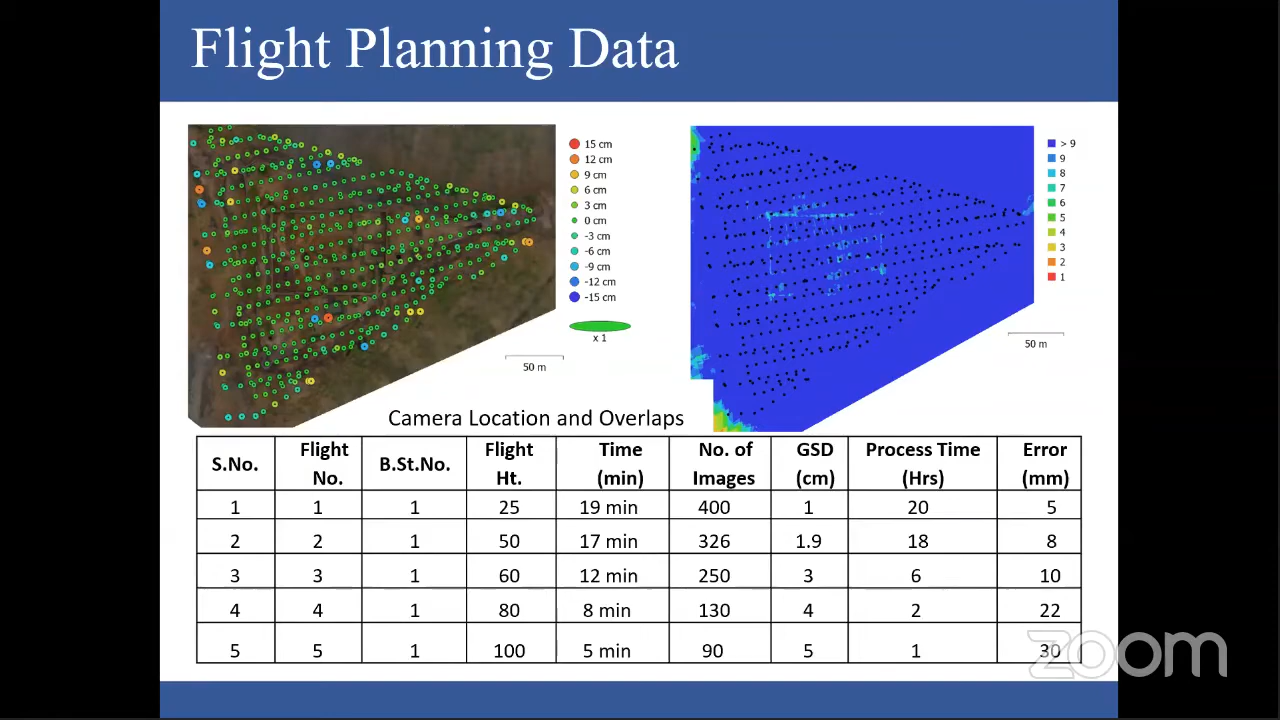 Flight Planning Data
15 cm
12 cm
9 cm
6 cm
3 cm
0 cm
-3 cm
-6 cm
-9 cm
-12 cm
-15 cm
x 1
50 m
> 9
9
8
7
6
5
4
3
2
1
50 m
Camera Location and Overlaps
S.No. Flight No. B.St.No. Flight Ht. Time (min) No. of Images GSD (cm) Process Time (Hrs) Error (mm)
1 1 1 25 19 min 400 1 20 5
2 2 1 50 17 min 326 1.9 18 8
3 3 1 60 12 min 250 3 6 10
4 4 1 80 8 min 130 4 2 22
5 5 1 100 5 min 90 5 1 30
zoom